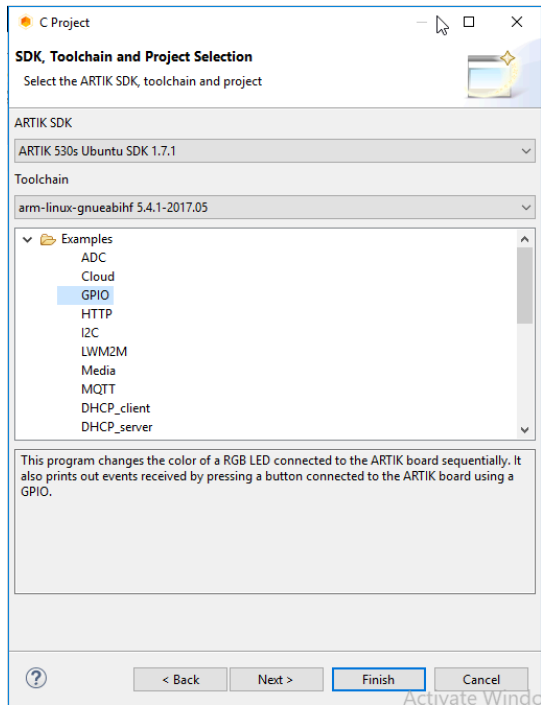 C Project
SDK, Toolchain and Project Selection
Select the ARTIK SDK, toolchain and project
ARTIK SDK
ARTIK 530s Ubuntu SDK 1.7.1
Toolchain
arm-linux-gnueabihf 5.4.1-2017.05
Examples
ADC
Cloud
GPIO
HTTP
I2C
LWM2M
Media
MQTT
DHCP_client
DHCP_server
This program changes the color of a RGB LED connected to the ARTIK board sequentially. It
also prints out events received by pressing a button connected to the ARTIK board using a
GPIO.
?
< Back Next > Finish Cancel
Activate Windo